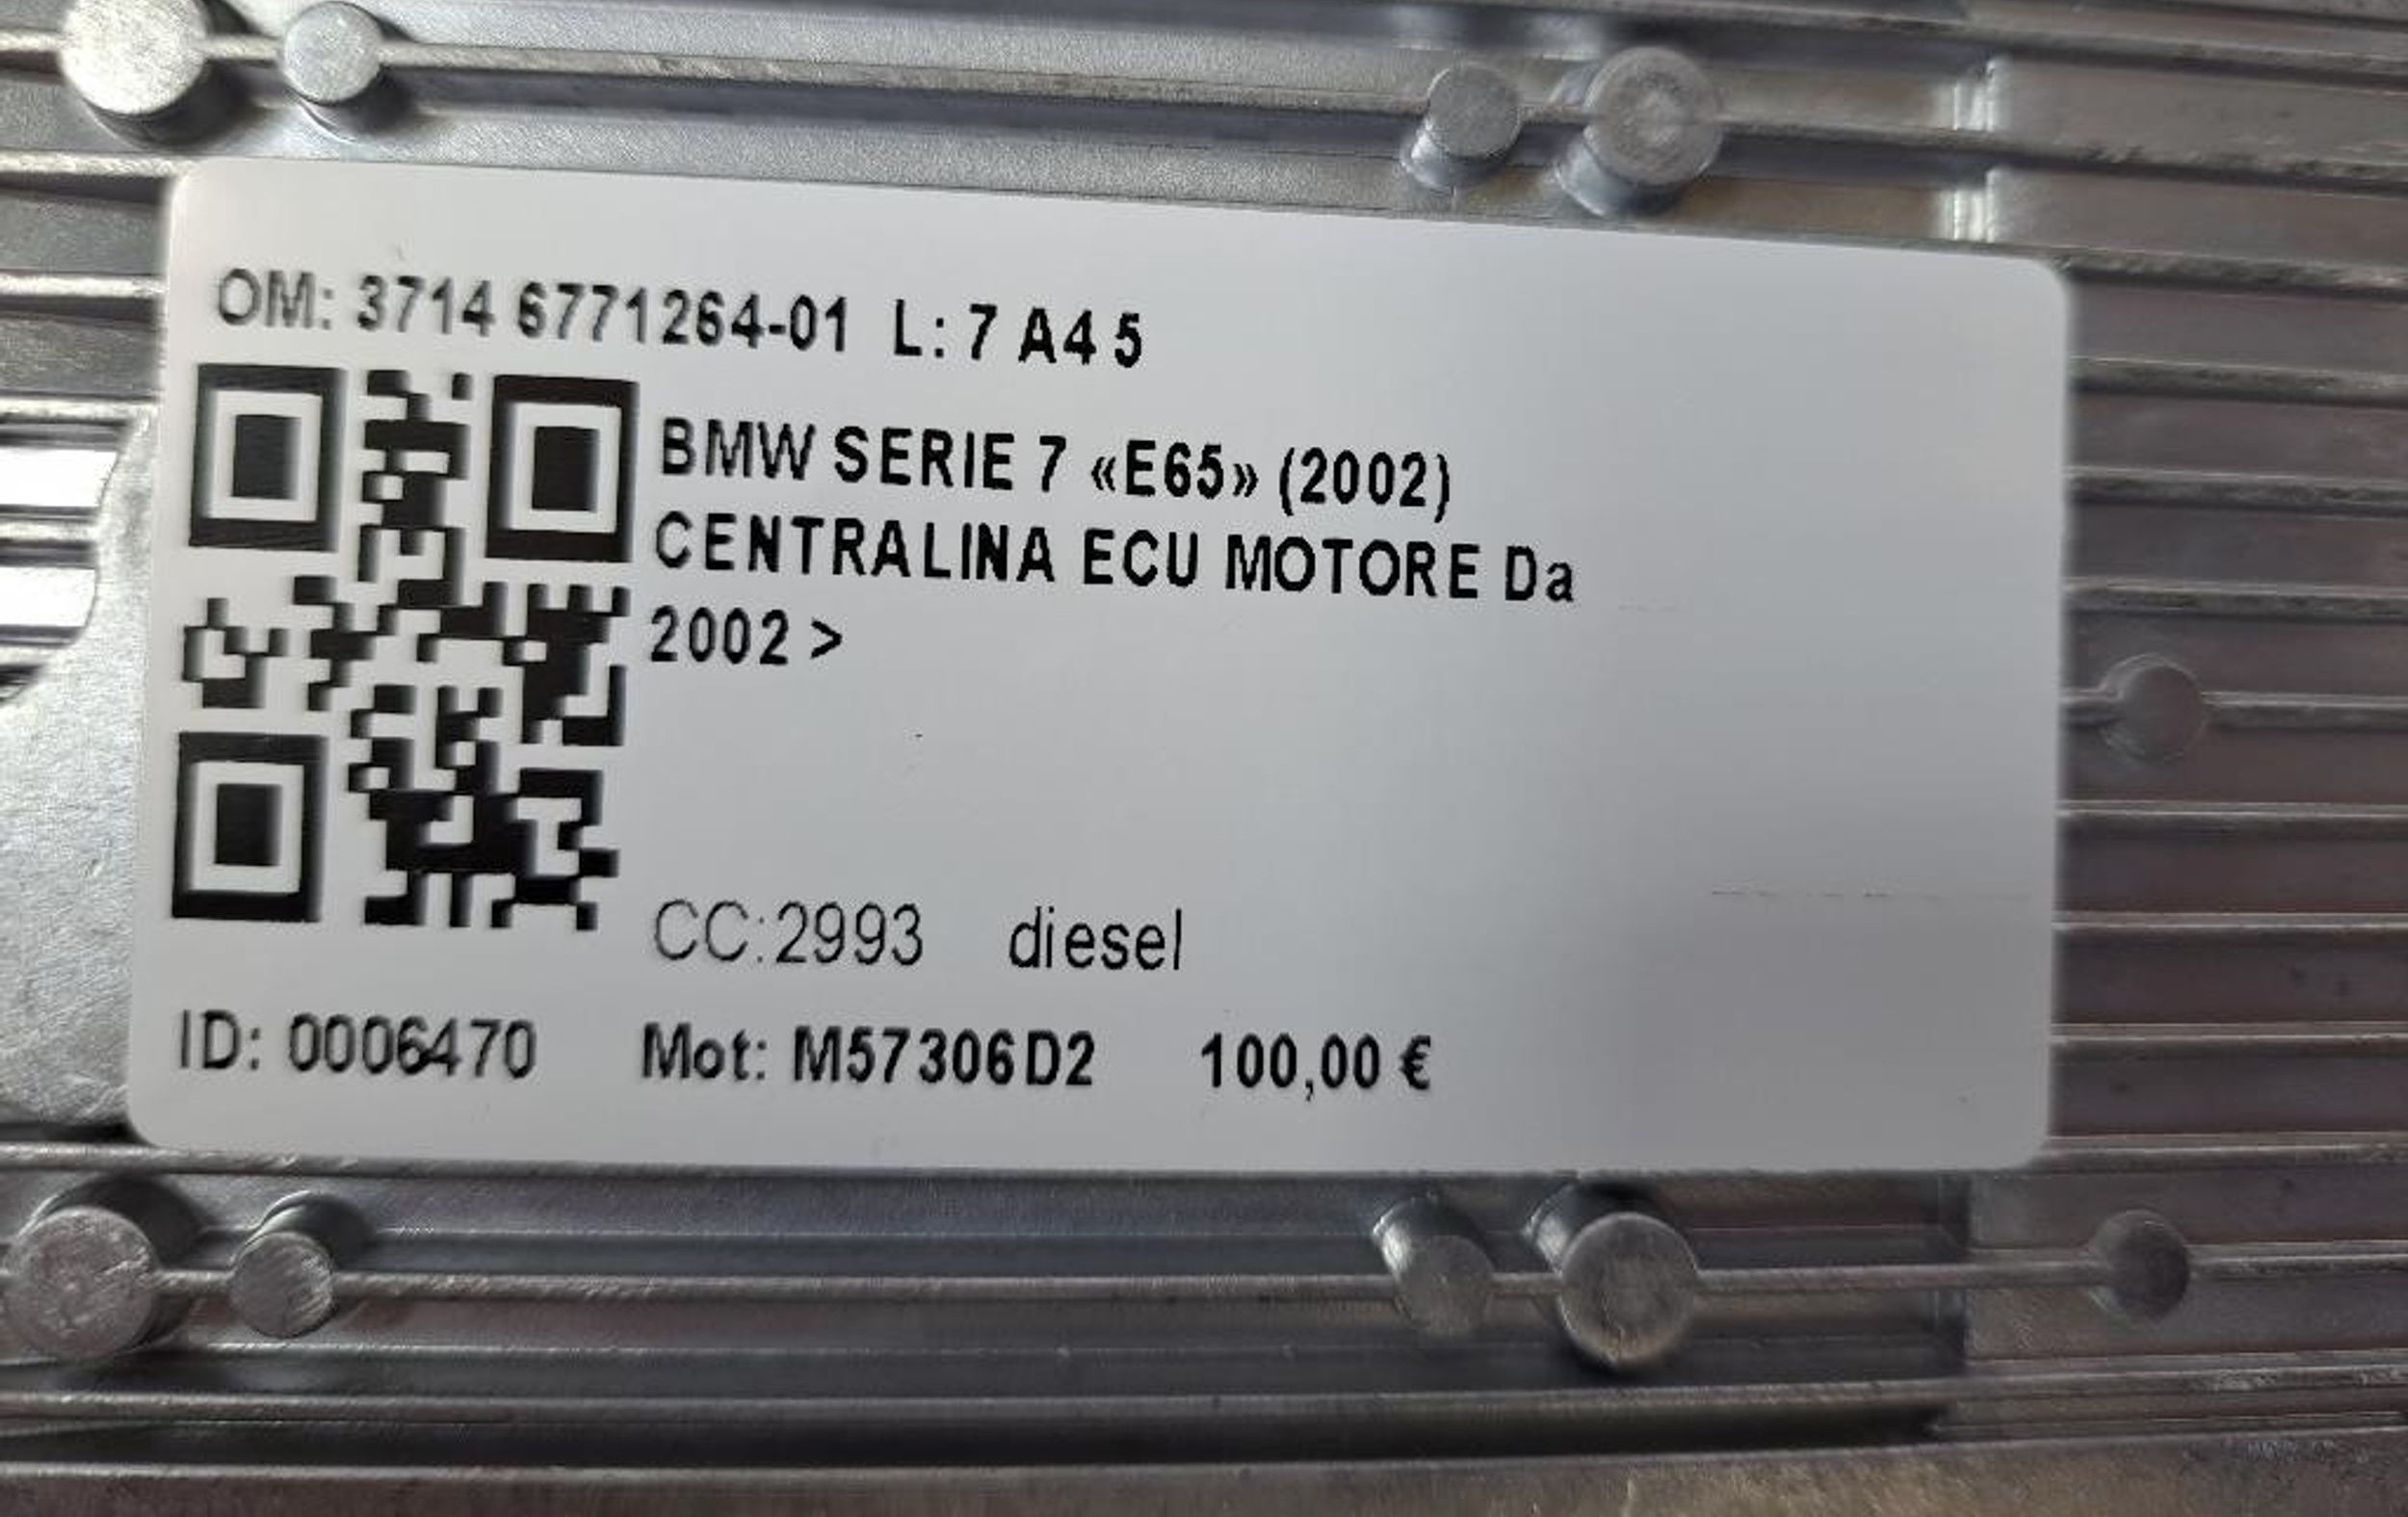 OM: 3714 6771264-01 L: 7 A4 5
BMW SERIE 7 «E65» (2002)
CENTRALINA ECU MOTORE Da
2002 >
CC:2993 diesel
ID: 0006470 Mot: M57306D2 100,00 €